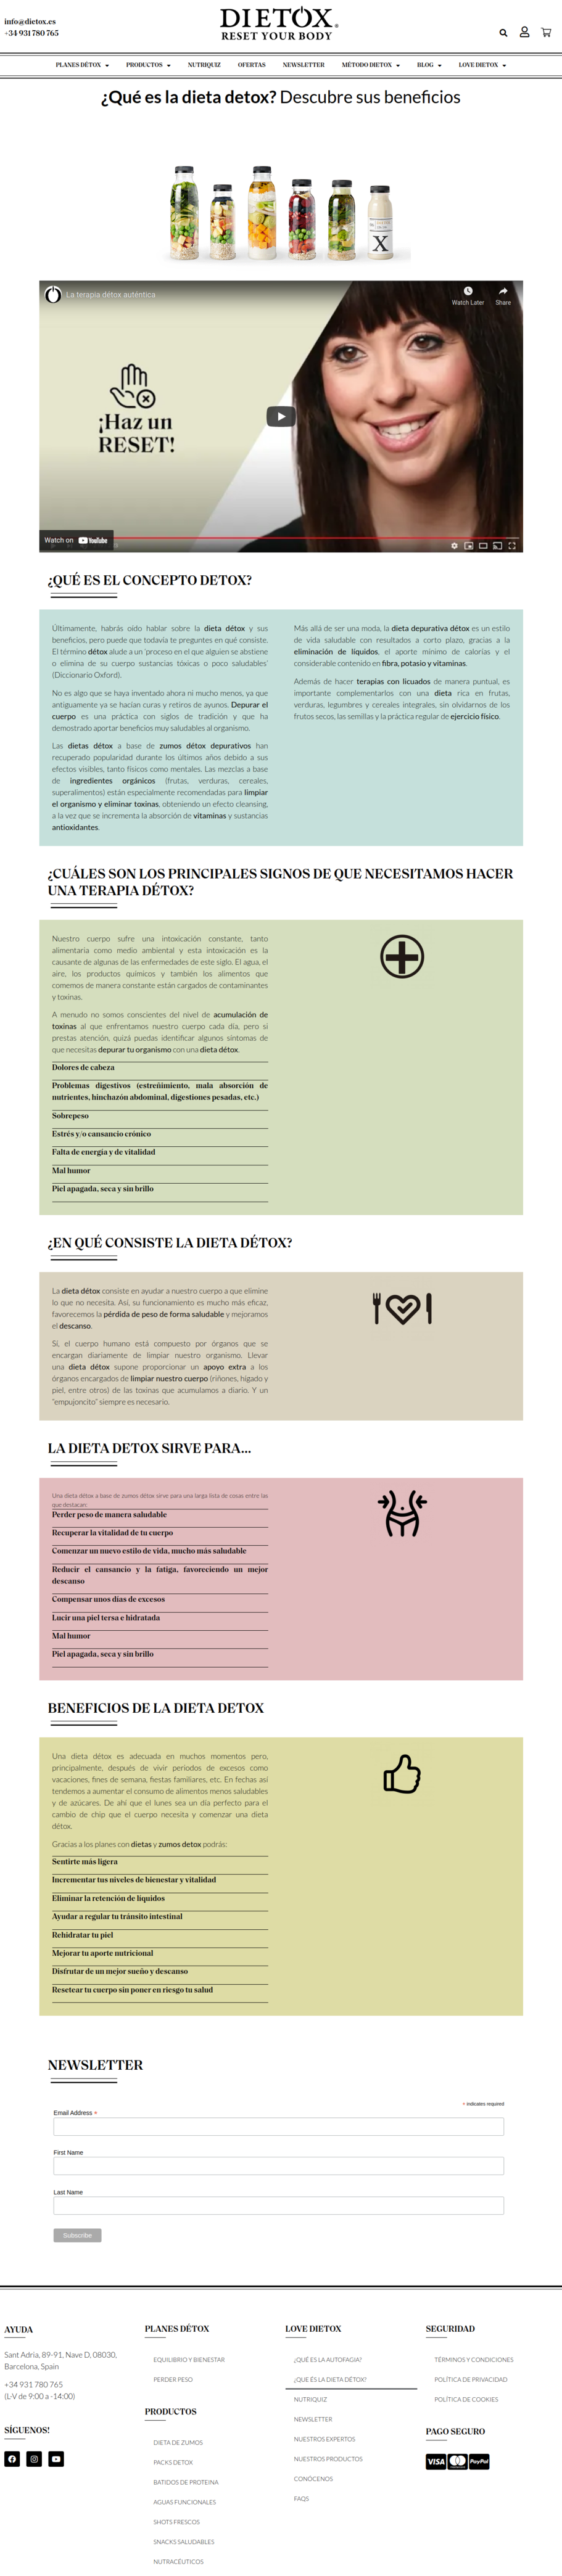 info@dietox.es
+34 931 780 765
DIETOX®
RESET YOUR BODY
PLANES DÉTOX
PRODUCTOS
NUTRIQUIZ
OFERTAS
NEWSLETTER
MÉTODO DIETOX
BLOG
LOVE DIETOX
¿Qué es la dieta detox? Descubre sus beneficios
X
La terapia détox auténtica
Watch Later
Share
¡Haz un
RESET!
Watch on YouTube
¿QUÉ ES EL CONCEPTO DETOX?
Últimamente, habrás oído hablar sobre la dieta détox y sus
beneficios, pero puede que todavía te preguntes en qué consiste.
El término détox alude a un ‘proceso en el que alguien se abstiene
o elimina de su cuerpo sustancias tóxicas o poco saludables’
(Diccionario Oxford).
No es algo que se haya inventado ahora ni mucho menos, ya que
antiguamente ya se hacían curas y retiros de ayunos. Depurar el
cuerpo es una práctica con siglos de tradición y que ha
demostrado aportar beneficios muy saludables al organismo.
Las dietas détox a base de zumos détox depurativos han
recuperado popularidad durante los últimos años debido a sus
efectos visibles, tanto físicos como mentales. Las mezclas a base
de ingredientes orgánicos (frutas, verduras, cereales,
superalimentos) están especialmente recomendadas para limpiar
el organismo y eliminar toxinas, obteniendo un efecto cleansing,
a la vez que se incrementa la absorción de vitaminas y sustancias
antioxidantes.
Más allá de ser una moda, la dieta depurativa détox es un estilo
de vida saludable con resultados a corto plazo, gracias a la
eliminación de líquidos, el aporte mínimo de calorías y el
considerable contenido en fibra, potasio y vitaminas.
Además de hacer terapias con licuados de manera puntual, es
importante complementarlos con una dieta rica en frutas,
verduras, legumbres y cereales integrales, sin olvidarnos de los
frutos secos, las semillas y la práctica regular de ejercicio físico.
¿CUÁLES SON LOS PRINCIPALES SIGNOS DE QUE NECESITAMOS HACER
UNA TERAPIA DÉTOX?
Nuestro cuerpo sufre una intoxicación constante, tanto
alimentaria como medio ambiental y esta intoxicación es la
causante de algunas de las enfermedades de este siglo. El agua, el
aire, los productos químicos y también los alimentos que
comemos de manera constante están cargados de contaminantes
y toxinas.
A menudo no somos conscientes del nivel de acumulación de
toxinas al que enfrentamos nuestro cuerpo cada día, pero si
prestas atención, quizá puedas identificar algunos síntomas de
que necesitas depurar tu organismo con una dieta détox.
Dolores de cabeza
Problemas digestivos (estreñimiento, mala absorción de
nutrientes, hinchazón abdominal, digestiones pesadas, etc.)
Sobrepeso
Estrés y/o cansancio crónico
Falta de energía y de vitalidad
Mal humor
Piel apagada, seca y sin brillo
¿EN QUÉ CONSISTE LA DIETA DÉTOX?
La dieta détox consiste en ayudar a nuestro cuerpo a que elimine
lo que no necesita. Así, su funcionamiento es mucho más eficaz,
favorecemos la pérdida de peso de forma saludable y mejoramos
el descanso.
Sí, el cuerpo humano está compuesto por órganos que se
encargan diariamente de limpiar nuestro organismo. Llevar
una dieta détox supone proporcionar un apoyo extra a los
órganos encargados de limpiar nuestro cuerpo (riñones, hígado y
piel, entre otros) de las toxinas que acumulamos a diario. Y un
“empujoncito” siempre es necesario.
LA DIETA DETOX SIRVE PARA...
Una dieta détox a base de zumos détox sirve para una larga lista de cosas entre las
que destacan:
Perder peso de manera saludable
Recuperar la vitalidad de tu cuerpo
Comenzar un nuevo estilo de vida, mucho más saludable
Reducir el cansancio y la fatiga, favoreciendo un mejor
descanso
Compensar unos días de excesos
Lucir una piel tersa e hidratada
Mal humor
Piel apagada, seca y sin brillo
BENEFICIOS DE LA DIETA DETOX
Una dieta détox es adecuada en muchos momentos pero,
principalmente, después de vivir periodos de excesos como
vacaciones, fines de semana, fiestas familiares, etc. En fechas así
tendemos a aumentar el consumo de alimentos menos saludables
y de azúcares. De ahí que el lunes sea un día perfecto para el
cambio de chip que el cuerpo necesita y comenzar una dieta
détox.
Gracias a los planes con dietas y zumos detox podrás:
Sentirte más ligera
Incrementar tus niveles de bienestar y vitalidad
Eliminar la retención de líquidos
Ayudar a regular tu tránsito intestinal
Rehidratar tu piel
Mejorar tu aporte nutricional
Disfrutar de un mejor sueño y descanso
Resetear tu cuerpo sin poner en riesgo tu salud
NEWSLETTER
* indicates required
Email Address *
First Name
Last Name
Subscribe
AYUDA
Sant Adrià, 89-91, Nave D, 08030,
Barcelona, Spain
+34 931 780 765
(L-V de 9:00 a -14:00)
SÍGUENOS!
PLANES DÉTOX
EQUILIBRIO Y BIENESTAR
PERDER PESO
PRODUCTOS
DIETA DE ZUMOS
PACKS DETOX
BATIDOS DE PROTEINA
AGUAS FUNCIONALES
SHOTS FRESCOS
SNACKS SALUDABLES
NUTRACÉUTICOS
LOVE DIETOX
¿QUÉ ES LA AUTOFAGIA?
¿QUE ES LA DIETA DÉTOX?
NUTRIQUIZ
NEWSLETTER
NUESTROS EXPERTOS
NUESTROS PRODUCTOS
CONÓCENOS
FAQS
SEGURIDAD
TÉRMINOS Y CONDICIONES
POLÍTICA DE PRIVACIDAD
POLÍTICA DE COOKIES
PAGO SEGURO
VISA
MasterCard
PayPal